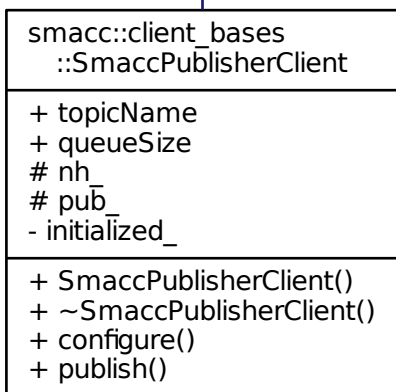 smacc::client_bases
::SmaccPublisherClient
+ topicName
+ queueSize
# nh_
# pub_
- initialized_
+ SmaccPublisherClient()
+ ~SmaccPublisherClient()
+ configure()
+ publish()